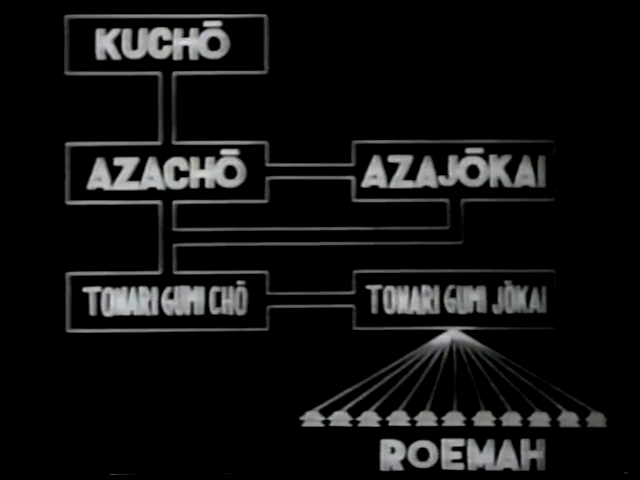 KUCHŌ
AZACHŌ
AZAJŌKAI
TONARI GUMI CHŌ
TONARI GUMI JŌKAI
ROEMAH